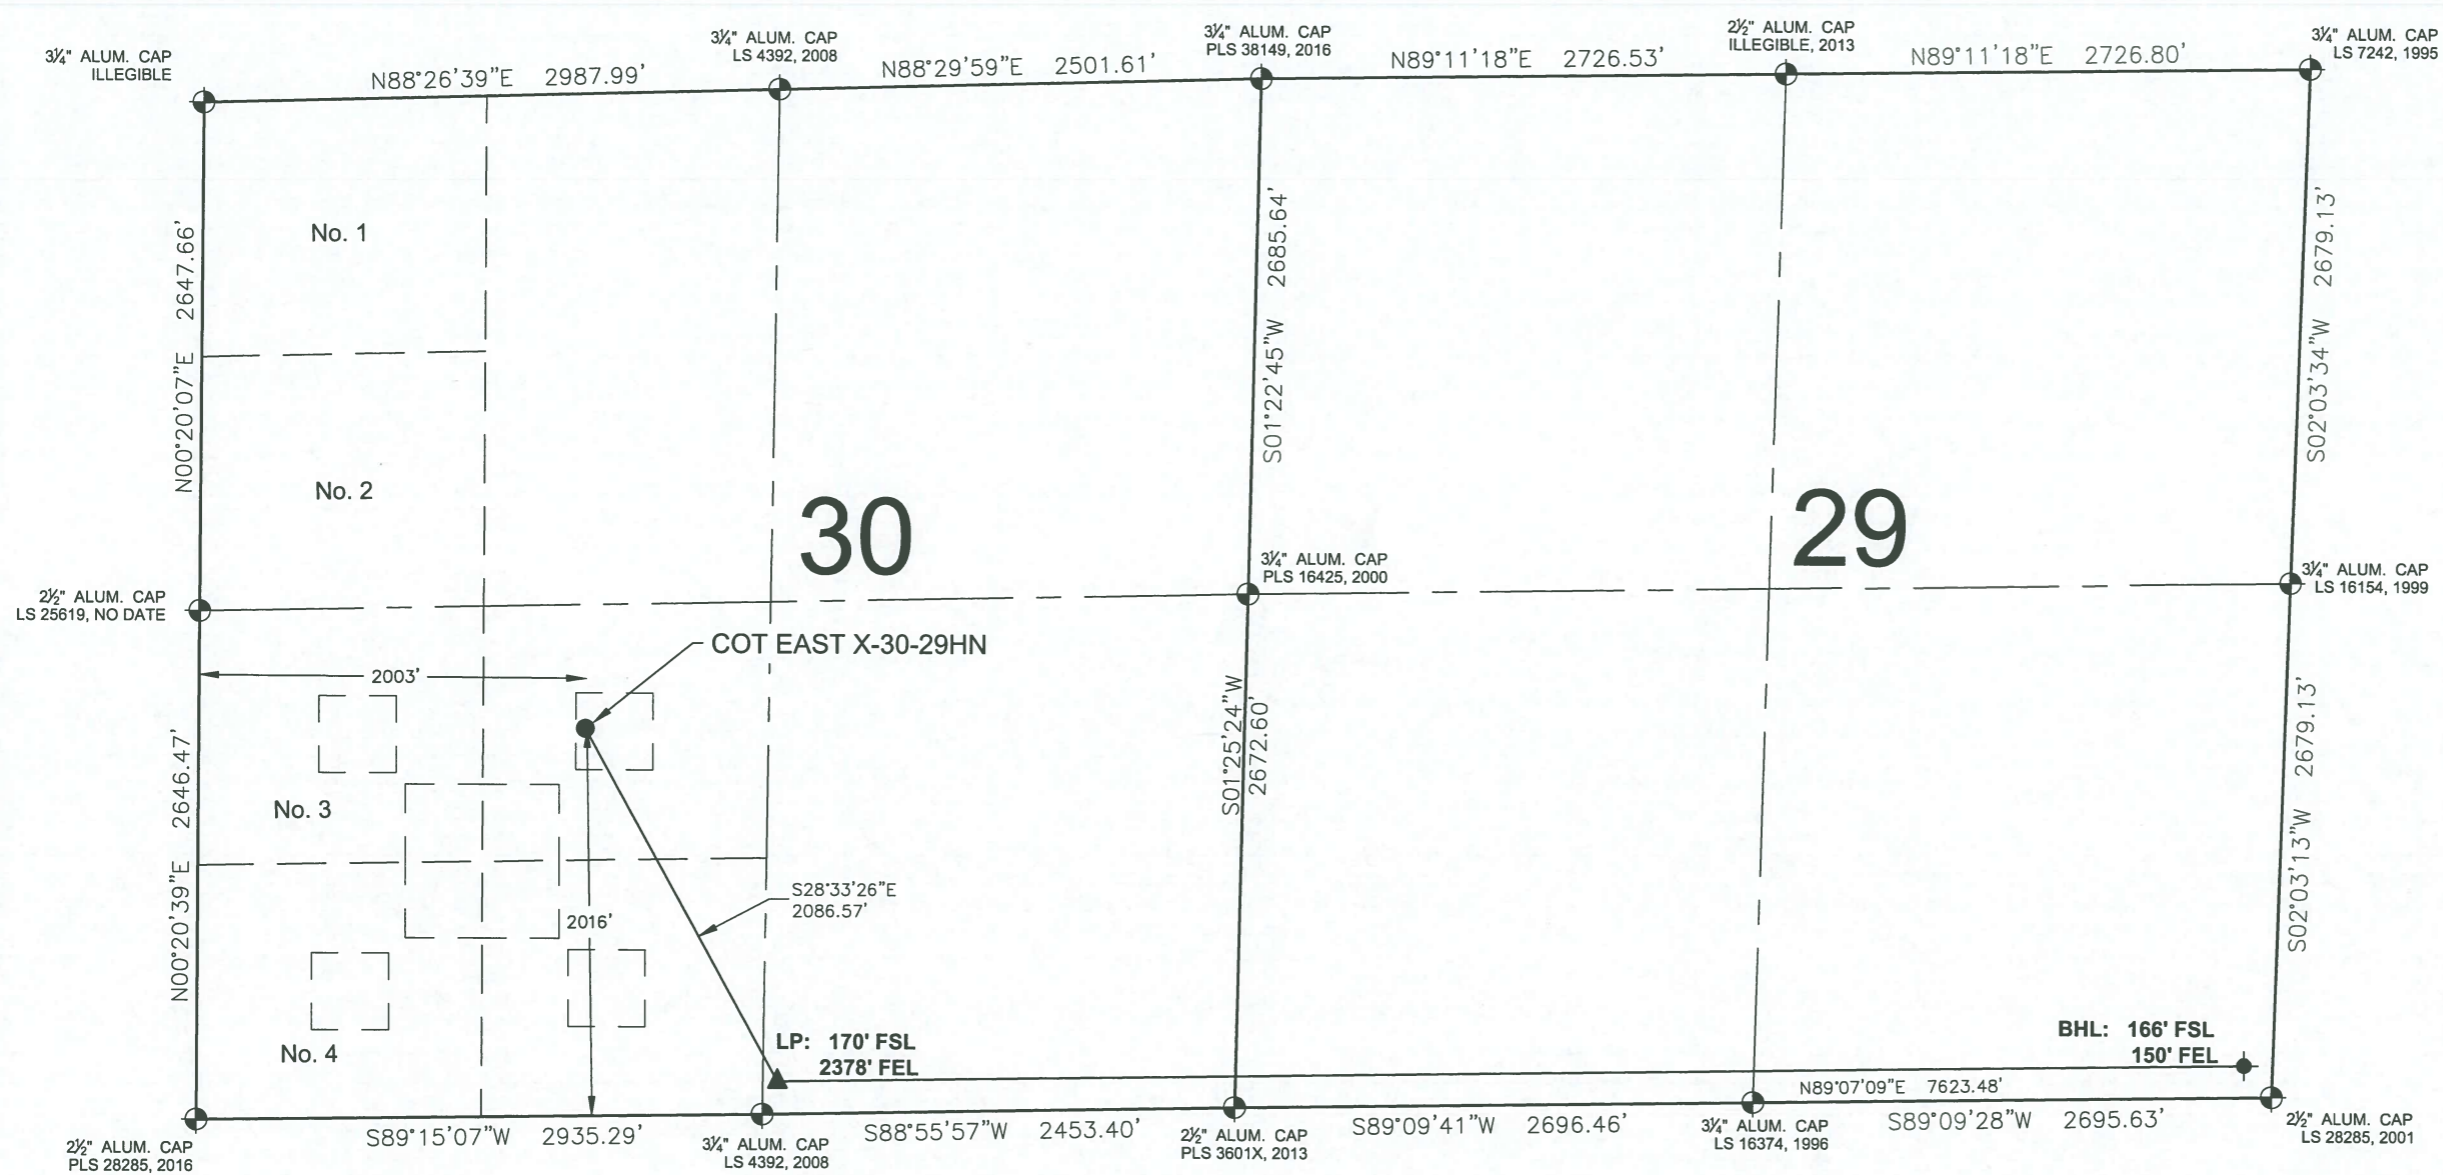 3¼" ALUM. CAP
ILLEGIBLE
N88°26'39"E 2987.99'
3¼" ALUM. CAP
LS 4392, 2008
N88°29'59"E 2501.61'
3¼" ALUM. CAP
PLS 38149, 2016
N89°11'18"E 2726.53'
2½" ALUM. CAP
ILLEGIBLE, 2013
N89°11'18"E 2726.80'
3¼" ALUM. CAP
LS 7242, 1995
N00°20'07"E 2647.66'
No. 1
No. 2
30
S01°22'45"W 2685.64'
29
S02°03'34"W 2679.13'
2½" ALUM. CAP
LS 25619, NO DATE
3¼" ALUM. CAP
PLS 16425, 2000
3¼" ALUM. CAP
LS 16154, 1999
COT EAST X-30-29HN
2003'
N00°20'39"E 2646.47'
No. 3
2016'
S28°33'26"E
2086.57'
S01°25'24"W
2672.60'
S02°03'13"W 2679.13'
No. 4
LP: 170' FSL
2378' FEL
BHL: 166' FSL
150' FEL
N89°07'09"E 7623.48'
2½" ALUM. CAP
PLS 28285, 2016
S89°15'07"W 2935.29'
3¼" ALUM. CAP
LS 4392, 2008
S88°55'57"W 2453.40'
2½" ALUM. CAP
PLS 3601X, 2013
S89°09'41"W 2696.46'
3¼" ALUM. CAP
LS 16374, 1996
S89°09'28"W 2695.63'
2½" ALUM. CAP
LS 28285, 2001